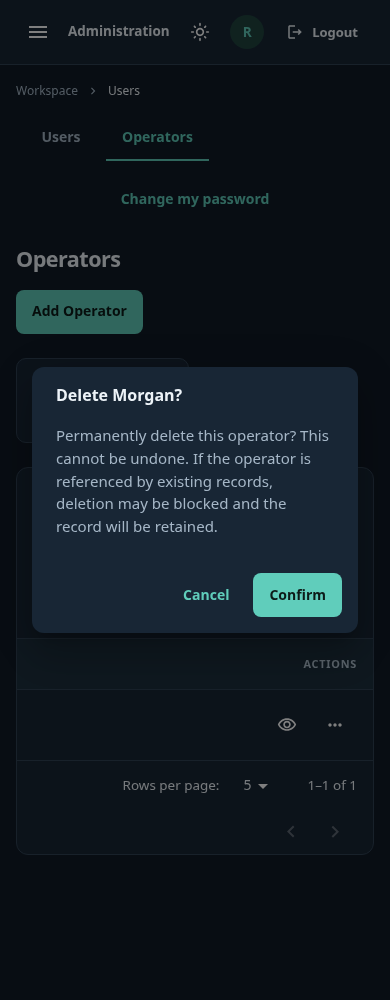 Administration
R
Logout
Workspace
Users
Users
Operators
Change my password
Operators
Add Operator
Delete Morgan?
Permanently delete this operator? This
cannot be undone. If the operator is
referenced by existing records,
deletion may be blocked and the
record will be retained.
Cancel
Confirm
ACTIONS
Rows per page:
5
1–1 of 1